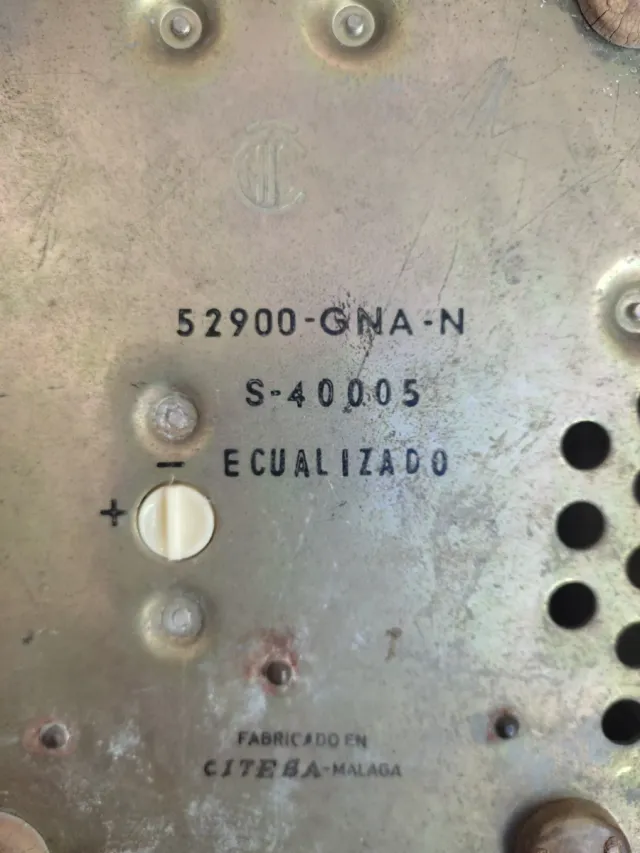 52900-GNA-N
S-40005
- ECUALIZADO
+
FABRICADO EN
CITESA-MALAGA